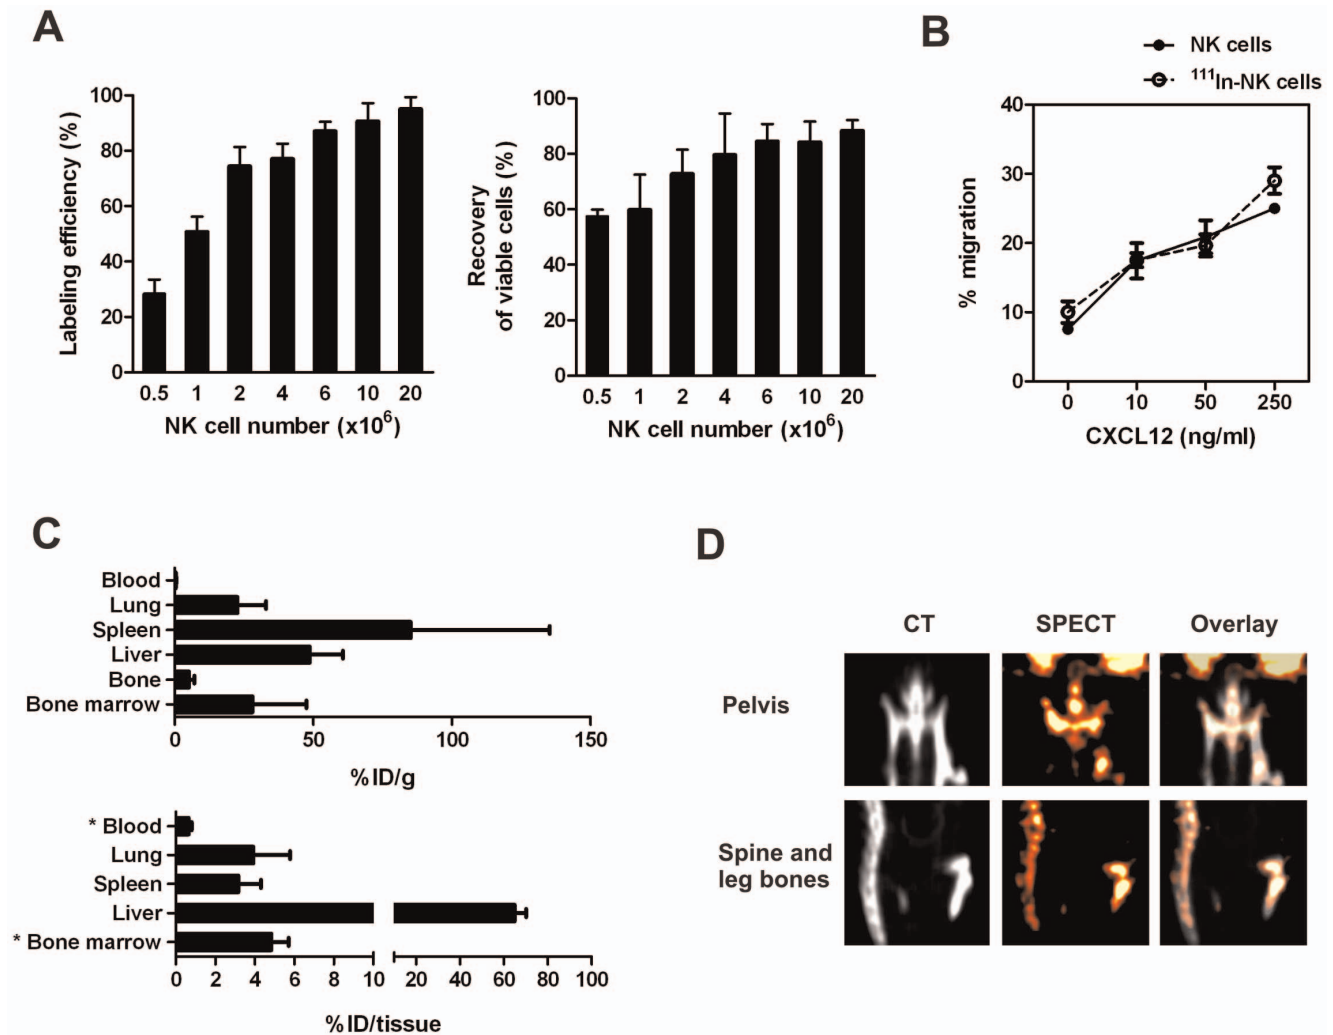 A
B
NK cells
¹¹¹In-NK cells
Labeling efficiency (%)
100
80
60
40
20
0
0.5 1 2 4 6 10 20
NK cell number (x10⁶)
Recovery
of viable cells (%)
100
80
60
40
20
0
0.5 1 2 4 6 10 20
NK cell number (x10⁶)
% migration
40
30
20
10
0
0 10 50 250
CXCL12 (ng/ml)
C
Blood
Lung
Spleen
Liver
Bone
Bone marrow
0 50 100 150
%ID/g
* Blood
Lung
Spleen
Liver
* Bone marrow
0 2 4 6 8 10 20 40 60 80 100
%ID/tissue
D
CT SPECT Overlay
Pelvis
Spine and
leg bones